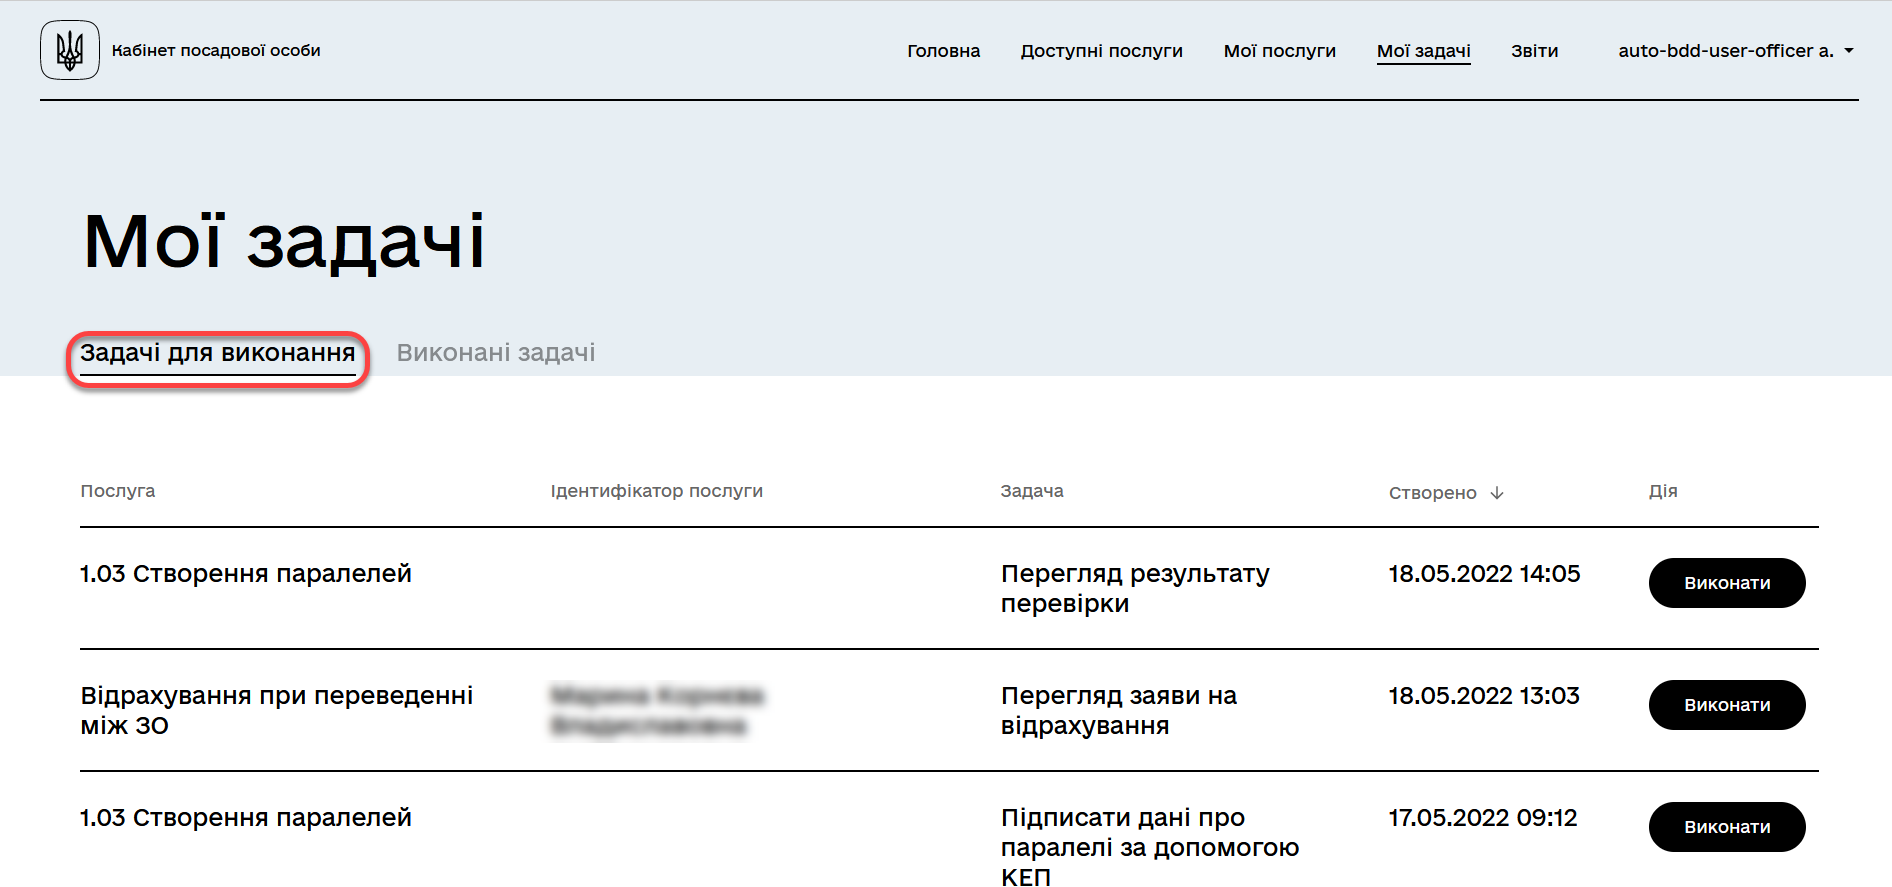 Кабінет посадової особи
Головна
Доступні послуги
Мої послуги
Мої задачі
Звіти
auto-bdd-user-officer a.
Мої задачі
Задачі для виконання
Виконані задачі
Послуга
Ідентифікатор послуги
Задача
Створено
Дія
1.03 Створення паралелей
Перегляд результату
перевірки
18.05.2022 14:05
Виконати
Відрахування при переведенні
між ЗО
Перегляд заяви на
відрахування
18.05.2022 13:03
Виконати
1.03 Створення паралелей
Підписати дані про
паралелі за допомогою
КЕП
17.05.2022 09:12
Виконати